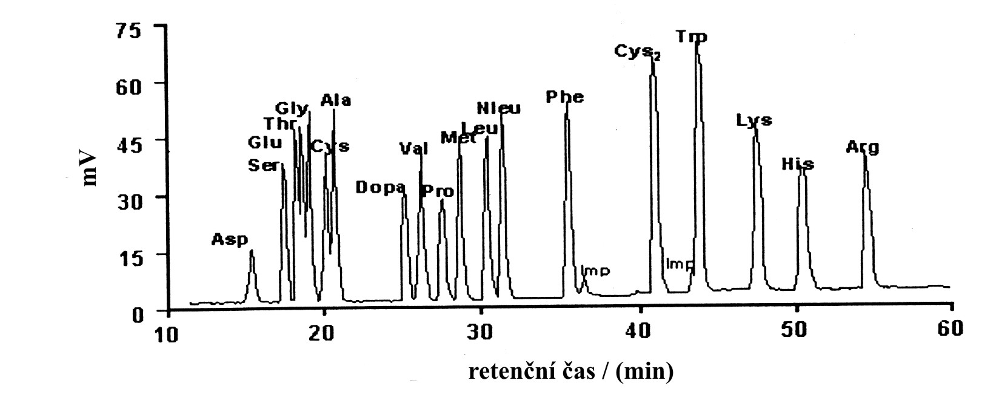 75
60
45
30
15
0
mV
Asp
Ser
Glu
Thr
Gly
Cys
Ala
Dopa
Val
Pro
Met
Leu
Nleu
Phe
Imp
Cys₂
Imp
Trp
Lys
His
Arg
10 20 30 40 50 60
retenční čas / (min)